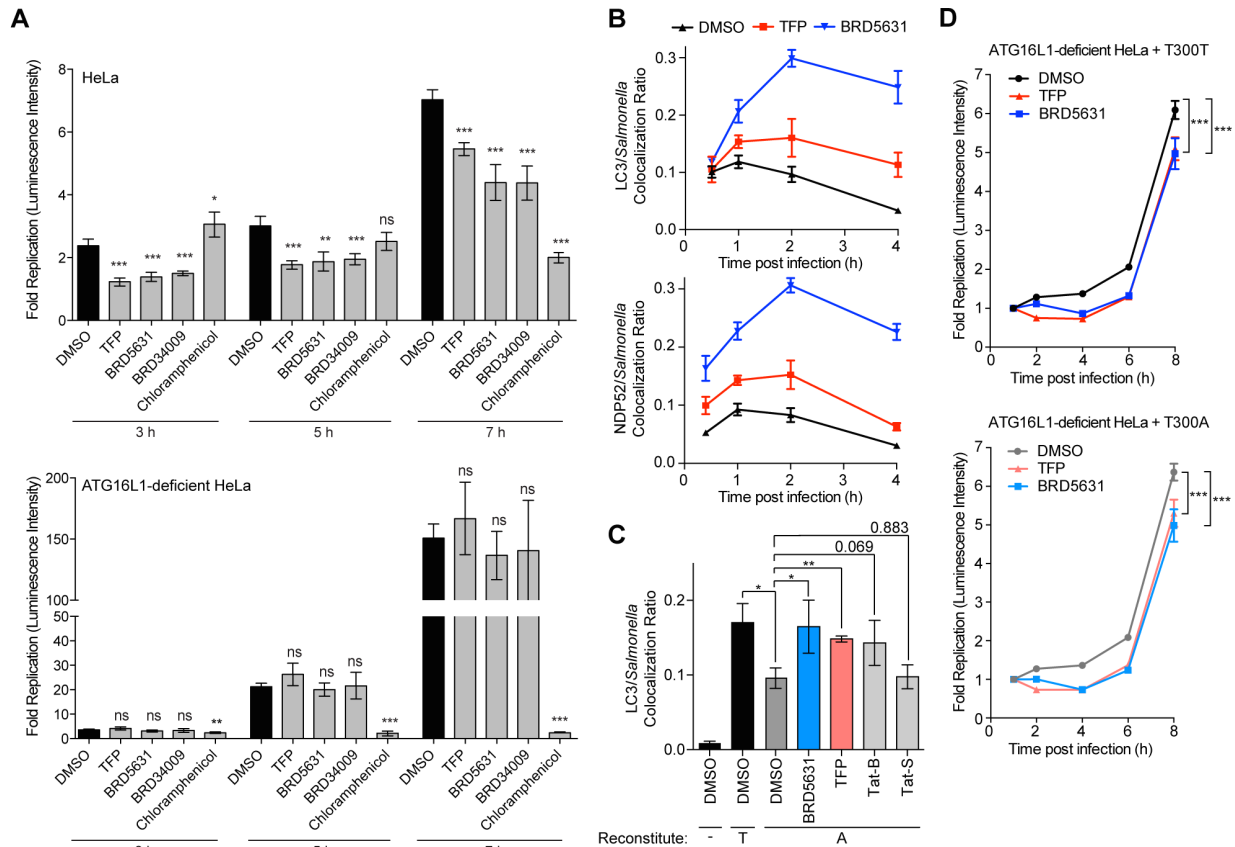 A
HeLa
Fold Replication (Luminescence Intensity)
8
6
4
2
0
*** *** *** *
*** ** *** ns
*** *** *** ***
DMSO TFP BRD5631 BRD34009 Chloramphenicol
DMSO TFP BRD5631 BRD34009 Chloramphenicol
DMSO TFP BRD5631 BRD34009 Chloramphenicol
3 h 5 h 7 h
ATG16L1-deficient HeLa
Fold Replication (Luminescence Intensity)
200
150
100
50
40
30
20
10
0
ns ns ns **
ns ns ns ***
ns ns ns ***
DMSO TFP BRD5631 BRD34009 Chloramphenicol
DMSO TFP BRD5631 BRD34009 Chloramphenicol
DMSO TFP BRD5631 BRD34009 Chloramphenicol
B
DMSO TFP BRD5631
LC3/Salmonella
Colocalization Ratio
0.3
0.2
0.1
0.0
0 1 2 3 4
Time post infection (h)
NDP52/Salmonella
Colocalization Ratio
0.3
0.2
0.1
0.0
0 1 2 3 4
Time post infection (h)
C
LC3/Salmonella
Colocalization Ratio
0.2
0.1
0.0
0.883
0.069
**
* *
DMSO DMSO DMSO BRD5631 TFP Tat-B Tat-S
Reconstitute: - T A
D
ATG16L1-deficient HeLa + T300T
DMSO
TFP
BRD5631
*** ***
Fold Replication (Luminescence Intensity)
7
6
5
4
3
2
1
0
0 2 4 6 8
Time post infection (h)
ATG16L1-deficient HeLa + T300A
DMSO
TFP
BRD5631
*** ***
Fold Replication (Luminescence Intensity)
7
6
5
4
3
2
1
0
0 2 4 6 8
Time post infection (h)